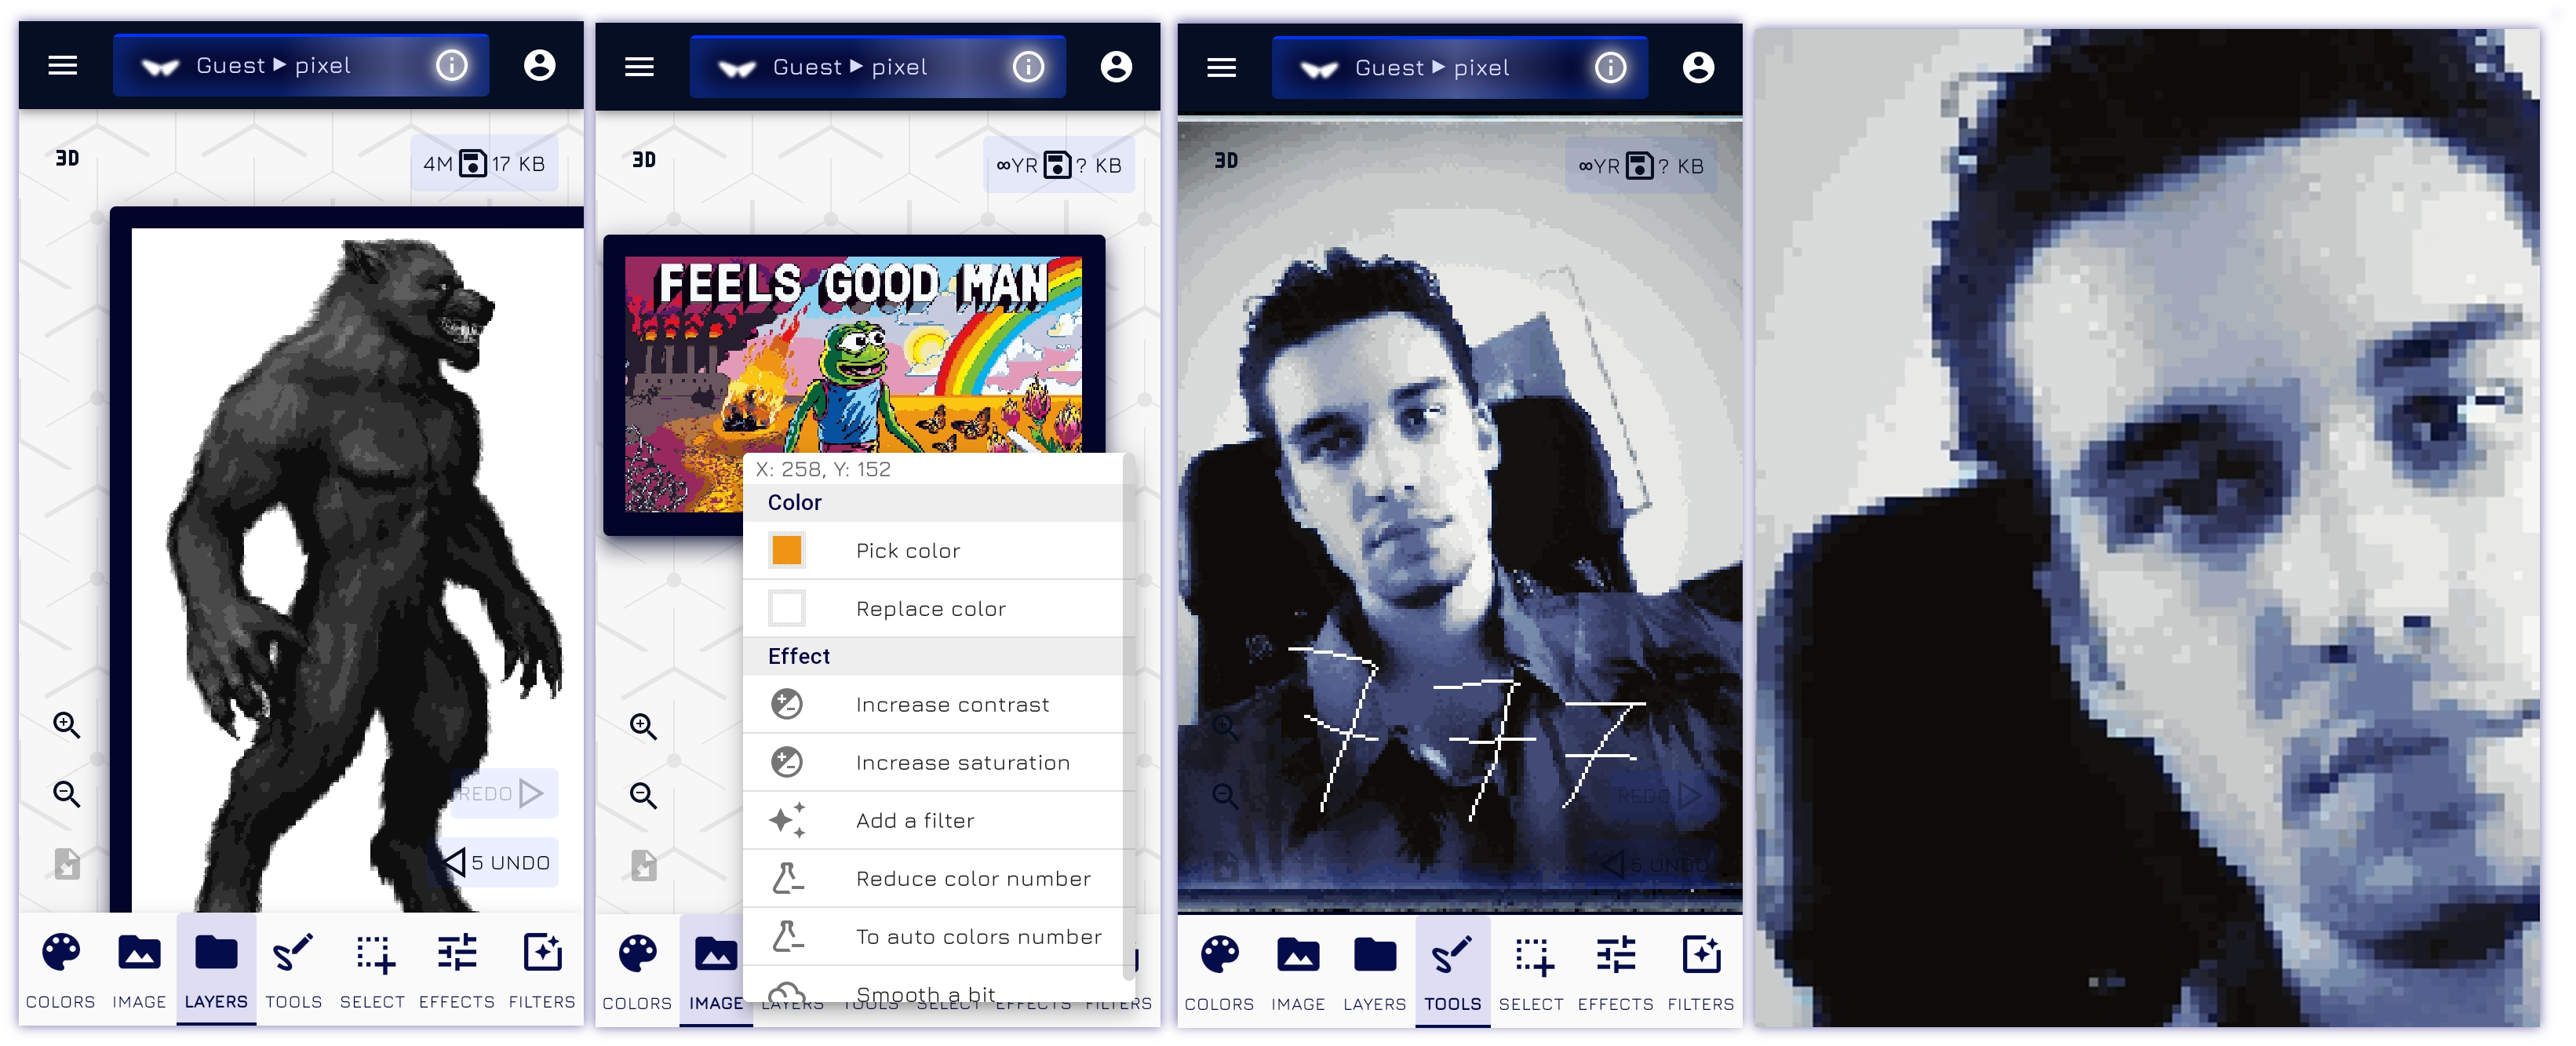 Guest ▶ pixel
3D
4M 17 KB
REDO
5 UNDO
COLORS IMAGE LAYERS TOOLS SELECT EFFECTS FILTERS
Guest ▶ pixel
3D
∞YR ? KB
FEELS GOOD MAN
X: 258, Y: 152
Color
Pick color
Replace color
Effect
Increase contrast
Increase saturation
Add a filter
Reduce color number
To auto colors number
Smooth a bit
COLORS IMAGE LAYERS TOOLS SELECT EFFECTS FILTERS
Guest ▶ pixel
3D
∞YR ? KB
777
REDO
5 UNDO
COLORS IMAGE LAYERS TOOLS SELECT EFFECTS FILTERS